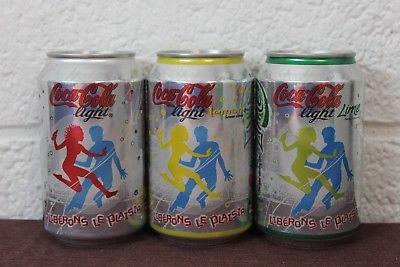 Coca-Cola
light
LIBERONS LE PLAISIR
Coca-Cola
light lemon
LIBERONS LE PLAISIR
Coca-Cola
light Lime
LIBERONS LE PLAISIR